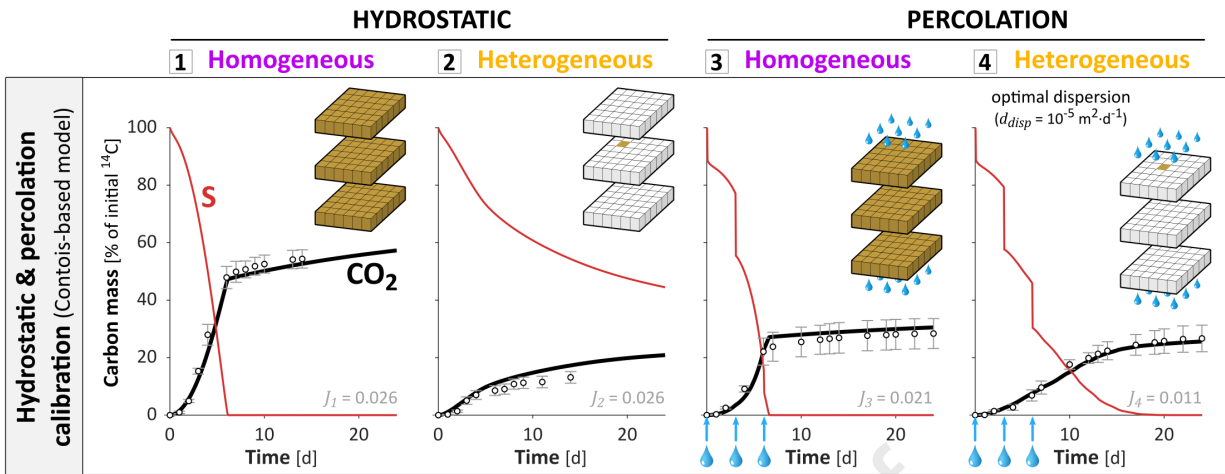 HYDROSTATIC
PERCOLATION
1 Homogeneous
2 Heterogeneous
3 Homogeneous
4 Heterogeneous
Hydrostatic & percolation
calibration (Contois-based model)
Carbon mass [% of initial ¹⁴C]
100
80
60
40
20
0
S
CO₂
J₁ = 0.026
0 10 20
Time [d]
J₂ = 0.026
0 10 20
Time [d]
J₃ = 0.021
10 20
Time [d]
optimal dispersion
(d_disp = 10⁻⁵ m²·d⁻¹)
J₄ = 0.011
10 20
Time [d]
c